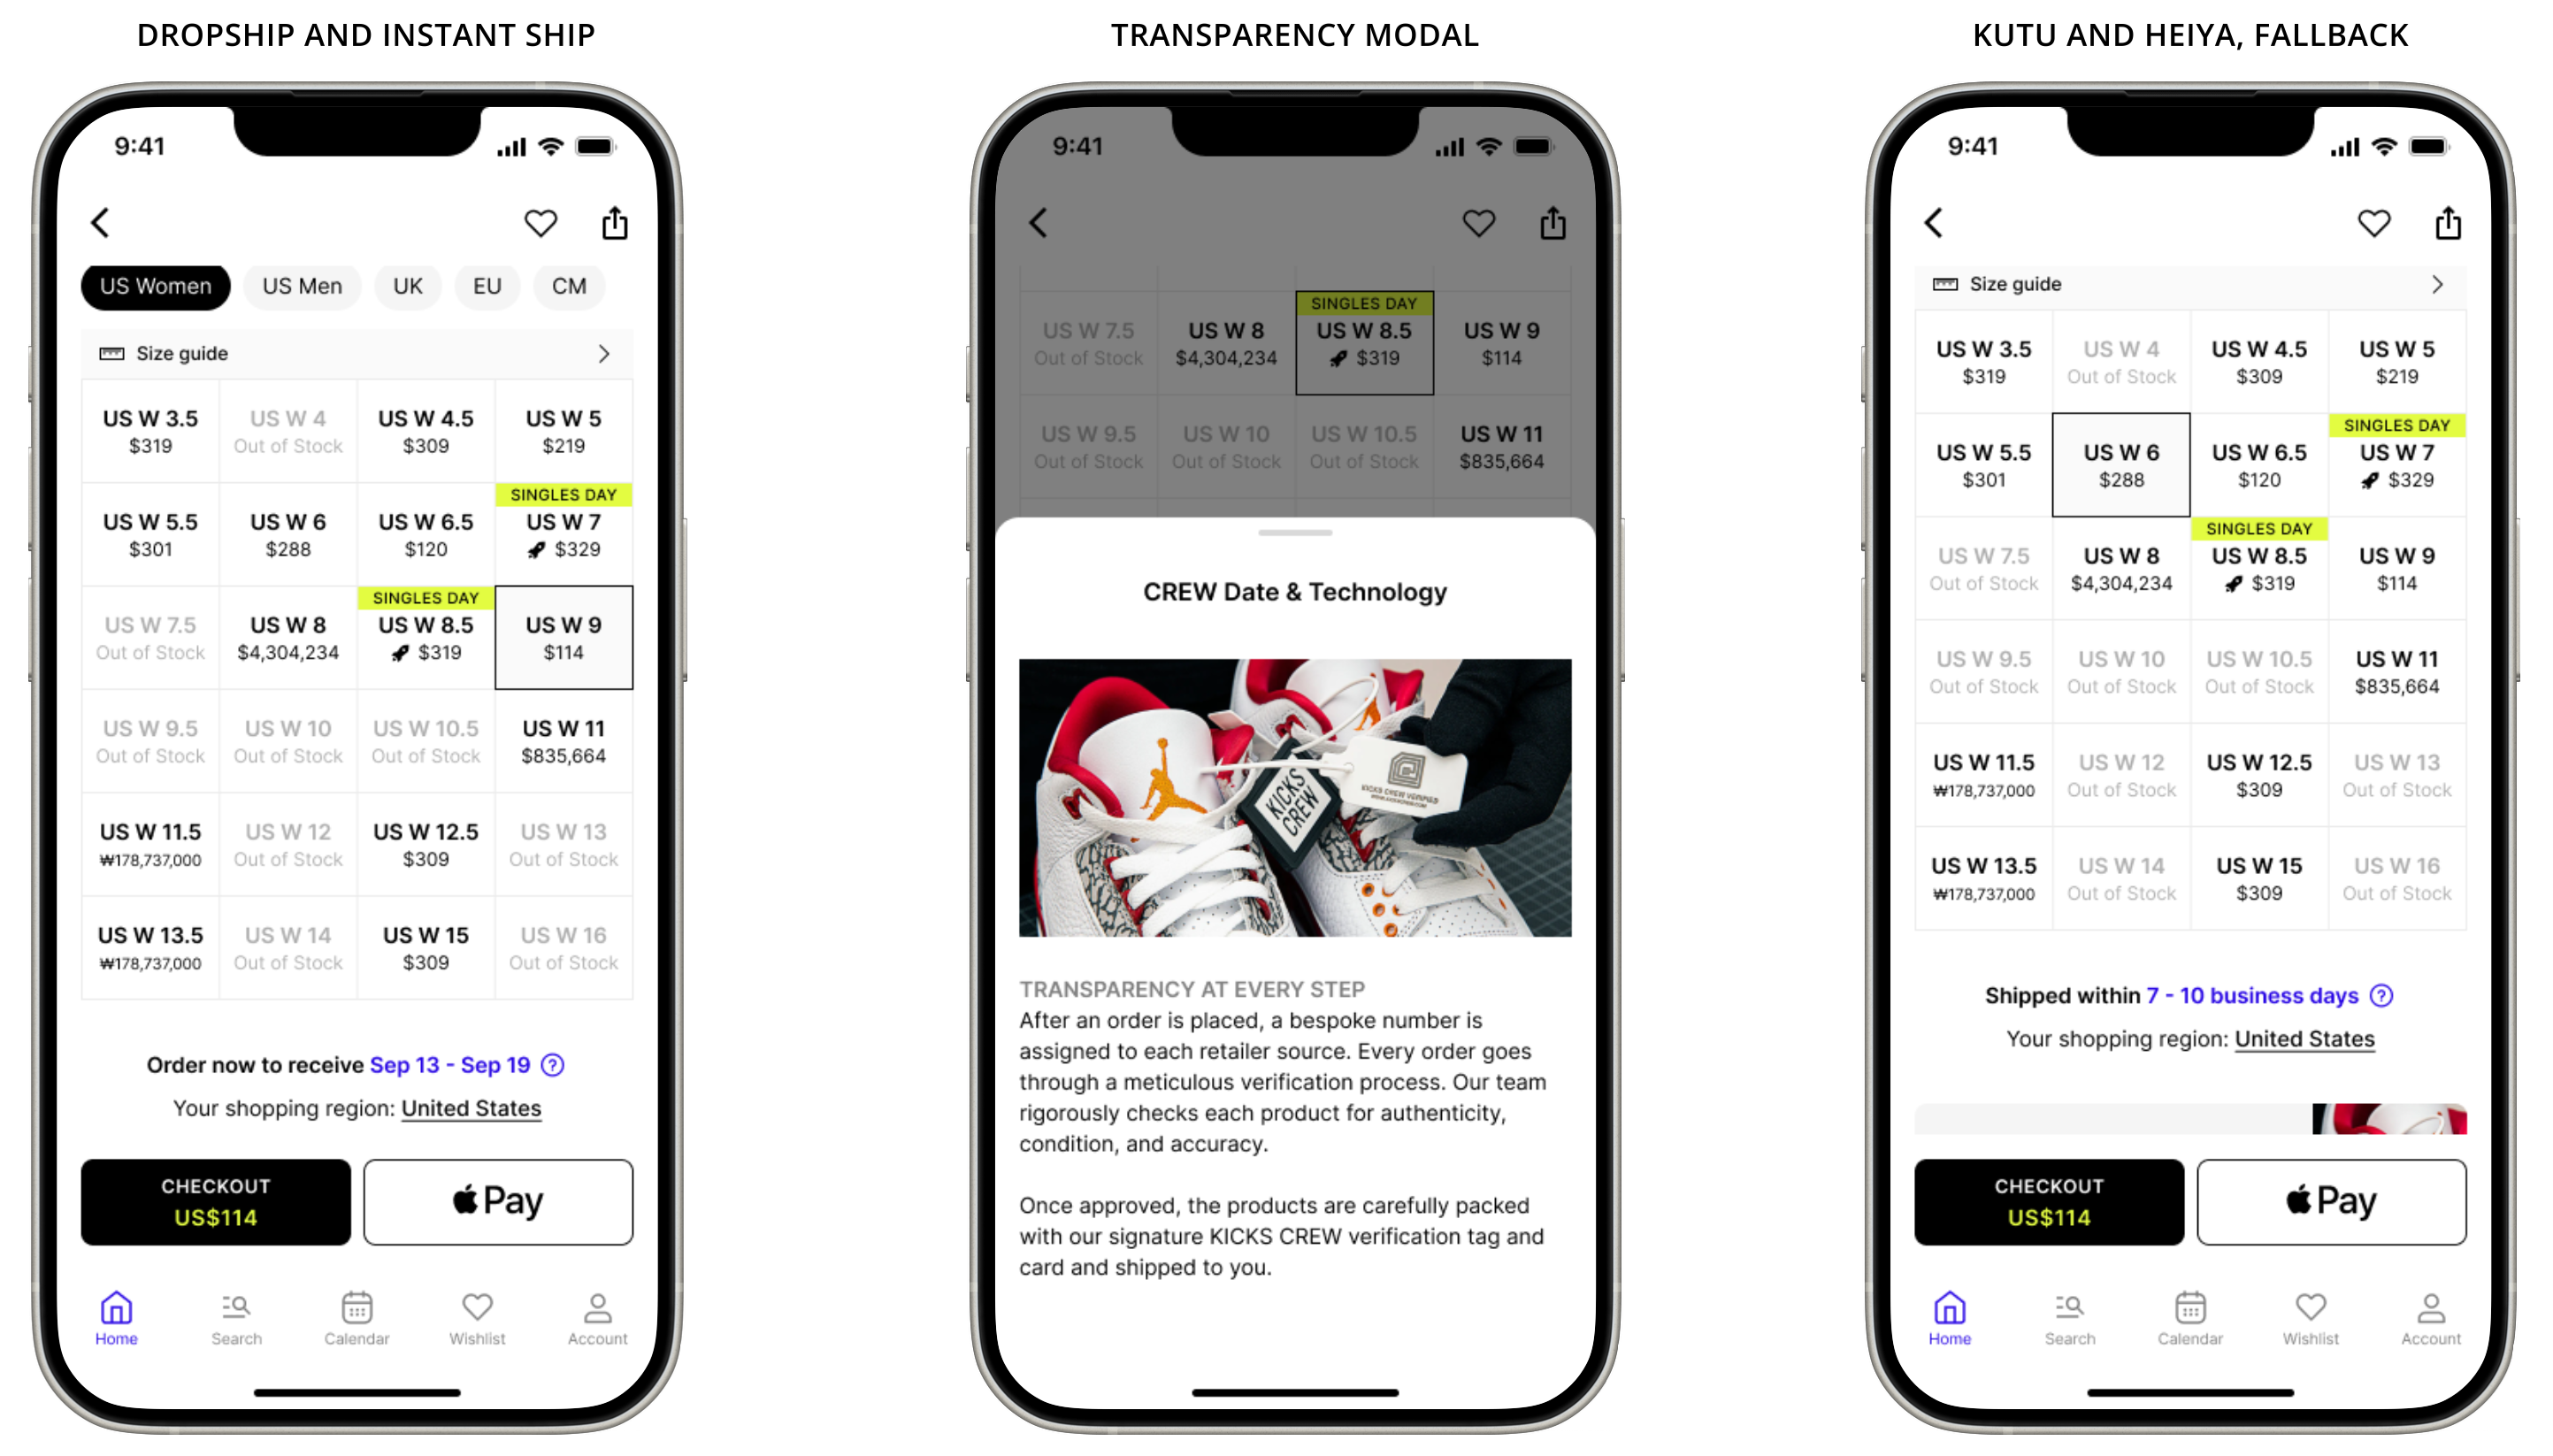 DROPSHIP AND INSTANT SHIP
9:41
US Women US Men UK EU CM
Size guide
US W 3.5 US W 4 US W 4.5 US W 5
$319 Out of Stock $309 $219
SINGLES DAY
US W 5.5 US W 6 US W 6.5 US W 7
$301 $288 $120 $329
SINGLES DAY
US W 7.5 US W 8 US W 8.5 US W 9
Out of Stock $4,304,234 $319 $114
US W 9.5 US W 10 US W 10.5 US W 11
Out of Stock Out of Stock Out of Stock $835,664
US W 11.5 US W 12 US W 12.5 US W 13
₩178,737,000 Out of Stock $309 Out of Stock
US W 13.5 US W 14 US W 15 US W 16
₩178,737,000 Out of Stock $309 Out of Stock
Order now to receive Sep 13 - Sep 19 ?
Your shopping region: United States
CHECKOUT
US$114
Pay
Home Search Calendar Wishlist Account
TRANSPARENCY MODAL
9:41
SINGLES DAY
US W 7.5 US W 8 US W 8.5 US W 9
Out of Stock $4,304,234 $319 $114
US W 9.5 US W 10 US W 10.5 US W 11
Out of Stock Out of Stock Out of Stock $835,664
CREW Date & Technology
KICKS
CREW
KICKS CREW VERIFIED
TRANSPARENCY AT EVERY STEP
After an order is placed, a bespoke number is
assigned to each retailer source. Every order goes
through a meticulous verification process. Our team
rigorously checks each product for authenticity,
condition, and accuracy.
Once approved, the products are carefully packed
with our signature KICKS CREW verification tag and
card and shipped to you.
KUTU AND HEIYA, FALLBACK
9:41
Size guide
US W 3.5 US W 4 US W 4.5 US W 5
$319 Out of Stock $309 $219
SINGLES DAY
US W 5.5 US W 6 US W 6.5 US W 7
$301 $288 $120 $329
SINGLES DAY
US W 7.5 US W 8 US W 8.5 US W 9
Out of Stock $4,304,234 $319 $114
US W 9.5 US W 10 US W 10.5 US W 11
Out of Stock Out of Stock Out of Stock $835,664
US W 11.5 US W 12 US W 12.5 US W 13
₩178,737,000 Out of Stock $309 Out of Stock
US W 13.5 US W 14 US W 15 US W 16
₩178,737,000 Out of Stock $309 Out of Stock
Shipped within 7 - 10 business days ?
Your shopping region: United States
CHECKOUT
US$114
Pay
Home Search Calendar Wishlist Account